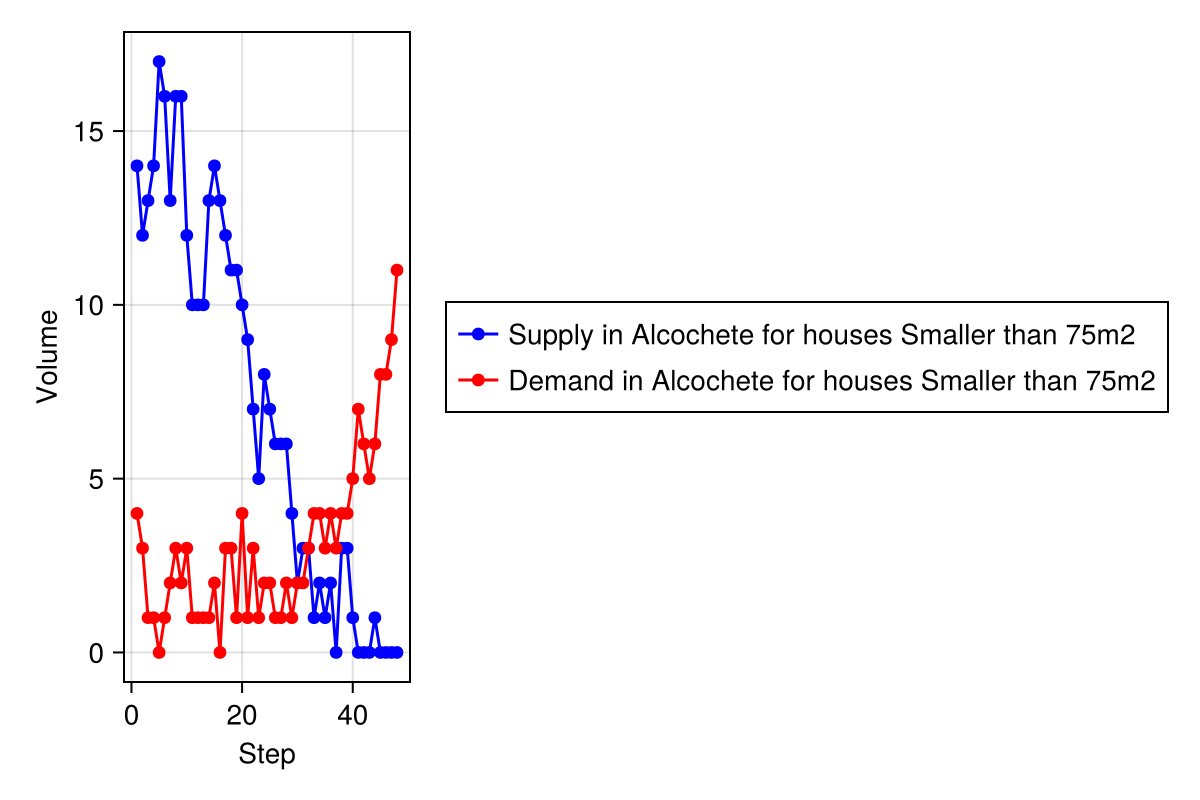 Volume
15
10
5
0
0 20 40
Step
Supply in Alcochete for houses Smaller than 75m2
Demand in Alcochete for houses Smaller than 75m2